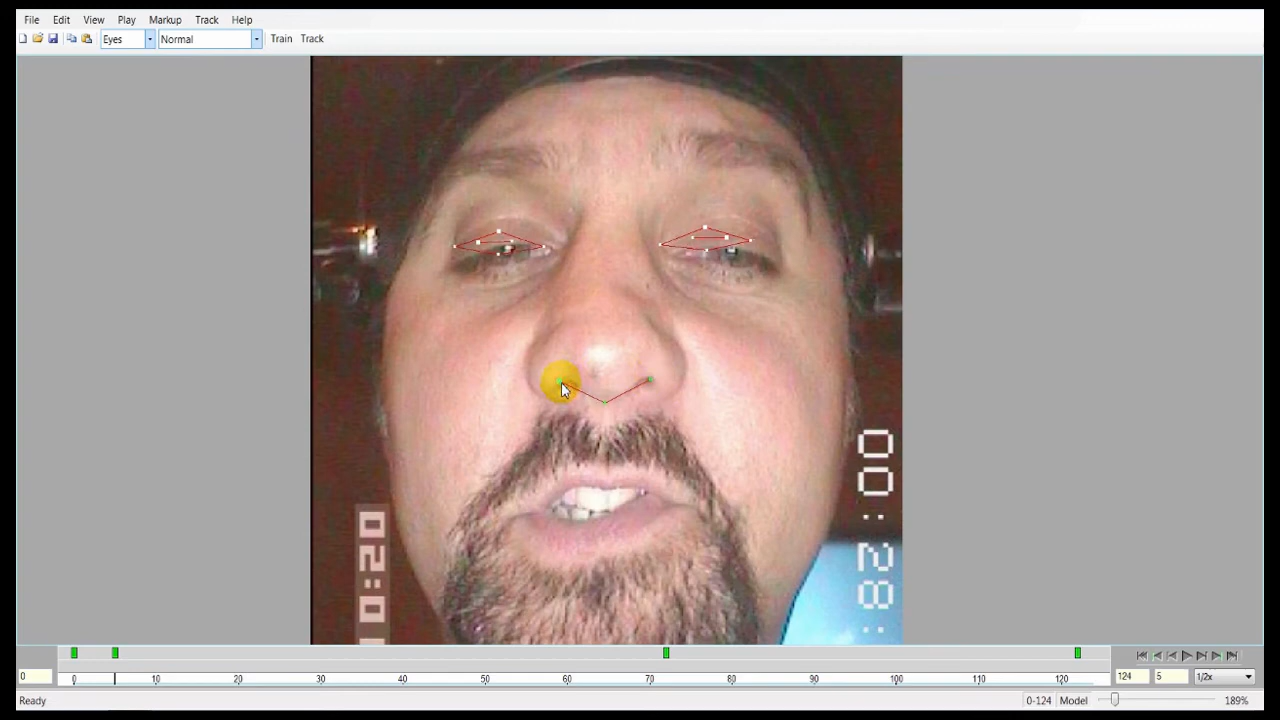 File Edit View Play Markup Track Help
Eyes Normal Train Track
0:20
00:28:
0 0 10 20 30 40 50 60 70 80 90 100 110 120 124 5 1/2x
Ready 0-124 Model 189%